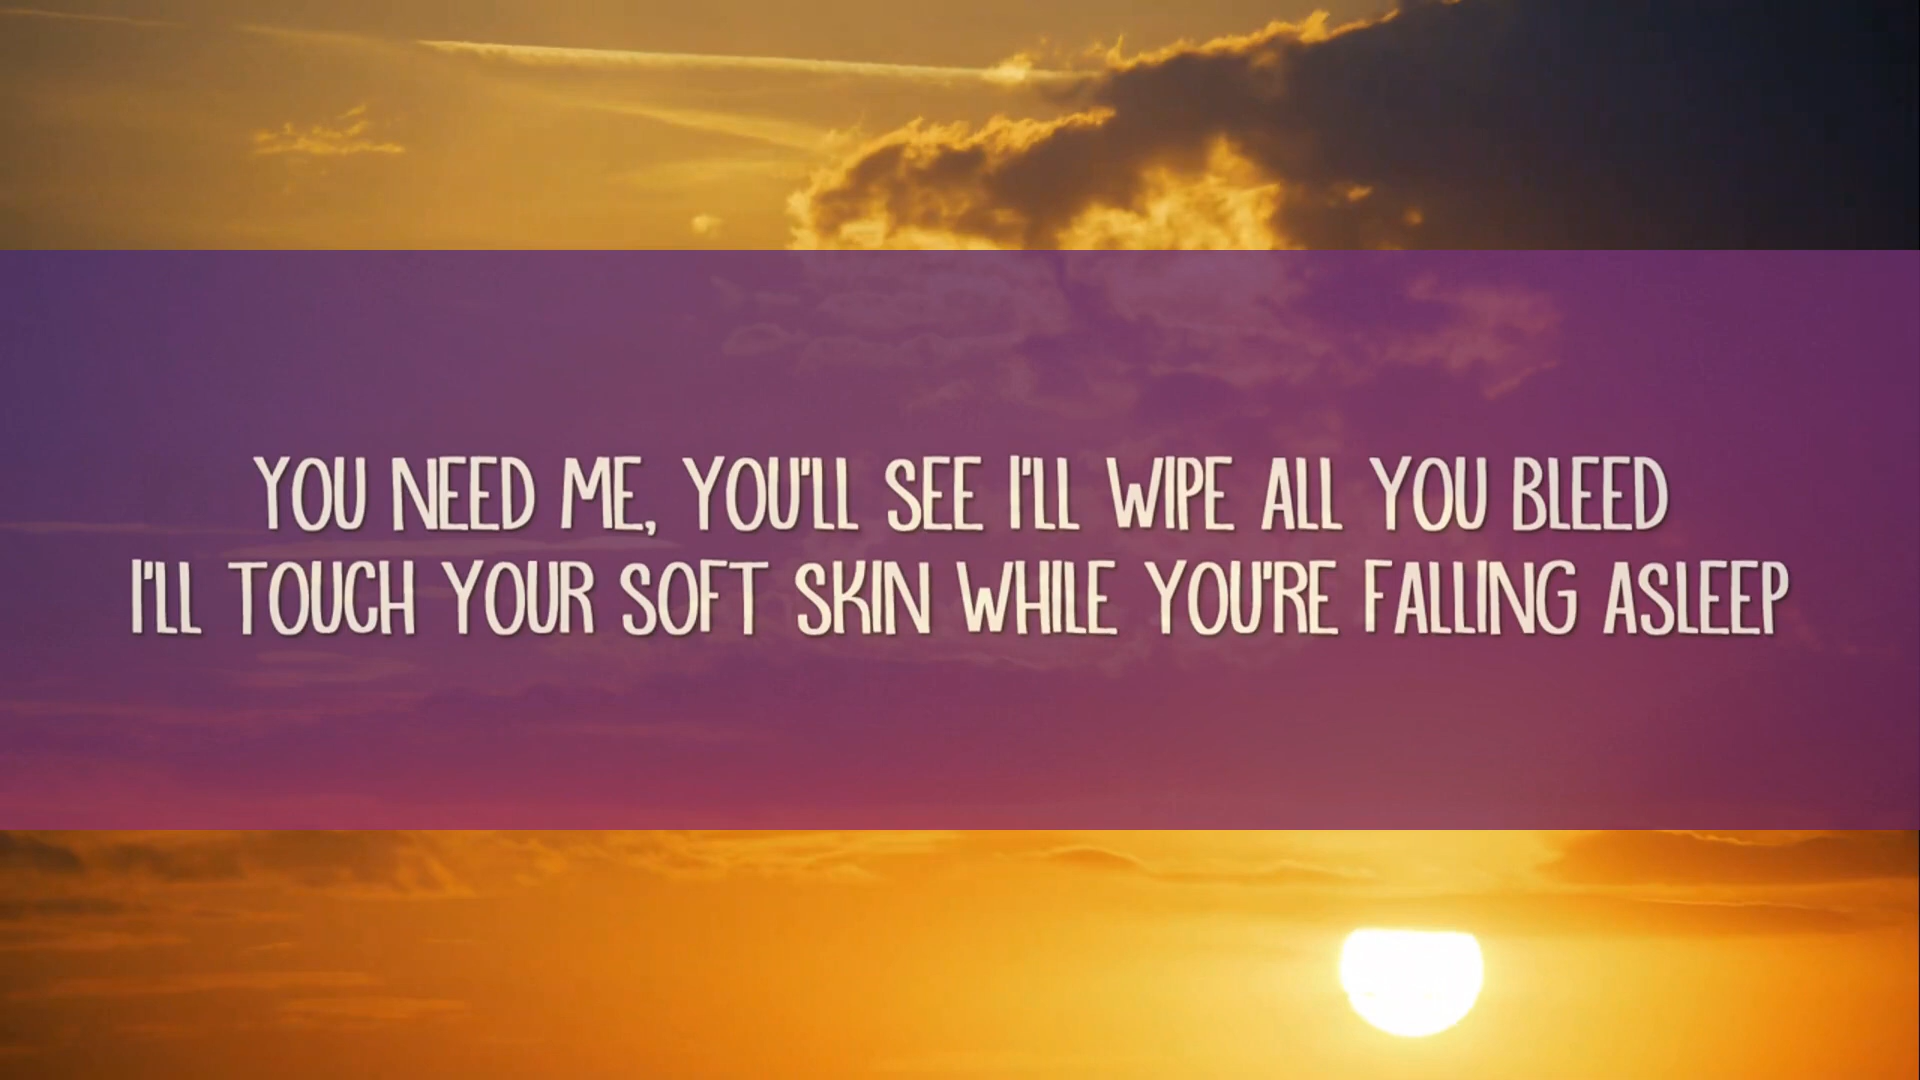 YOU NEED ME, YOU'LL SEE I'LL WIPE ALL YOU BLEED
I'LL TOUCH YOUR SOFT SKIN WHILE YOU'RE FALLING ASLEEP